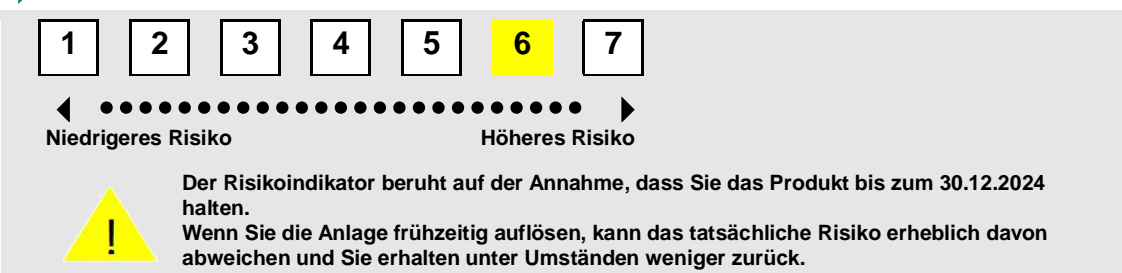 1 2 3 4 5 6 7
Niedrigeres Risiko Höheres Risiko
Der Risikoindikator beruht auf der Annahme, dass Sie das Produkt bis zum 30.12.2024
halten.
Wenn Sie die Anlage frühzeitig auflösen, kann das tatsächliche Risiko erheblich davon
abweichen und Sie erhalten unter Umständen weniger zurück.
!